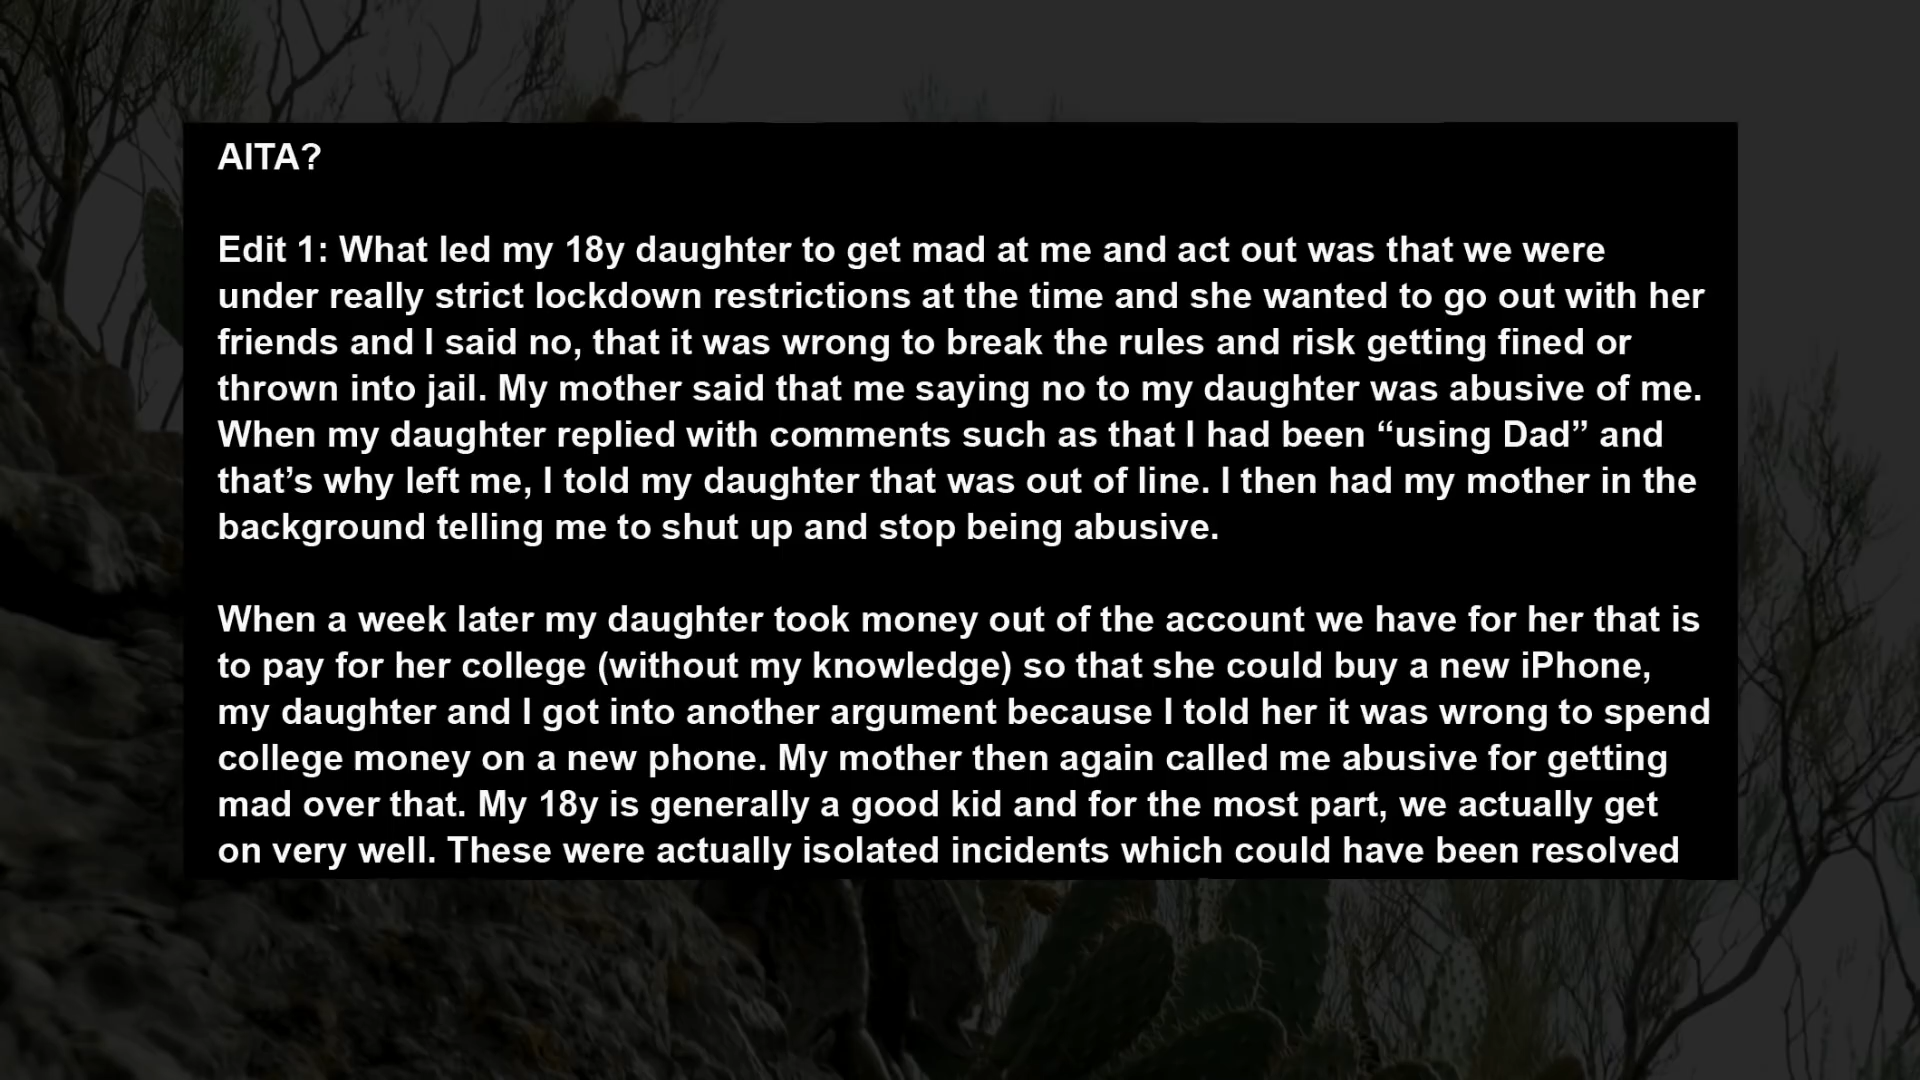 AITA?
Edit 1: What led my 18y daughter to get mad at me and act out was that we were
under really strict lockdown restrictions at the time and she wanted to go out with her
friends and I said no, that it was wrong to break the rules and risk getting fined or
thrown into jail. My mother said that me saying no to my daughter was abusive of me.
When my daughter replied with comments such as that I had been “using Dad” and
that’s why left me, I told my daughter that was out of line. I then had my mother in the
background telling me to shut up and stop being abusive.
When a week later my daughter took money out of the account we have for her that is
to pay for her college (without my knowledge) so that she could buy a new iPhone,
my daughter and I got into another argument because I told her it was wrong to spend
college money on a new phone. My mother then again called me abusive for getting
mad over that. My 18y is generally a good kid and for the most part, we actually get
on very well. These were actually isolated incidents which could have been resolved